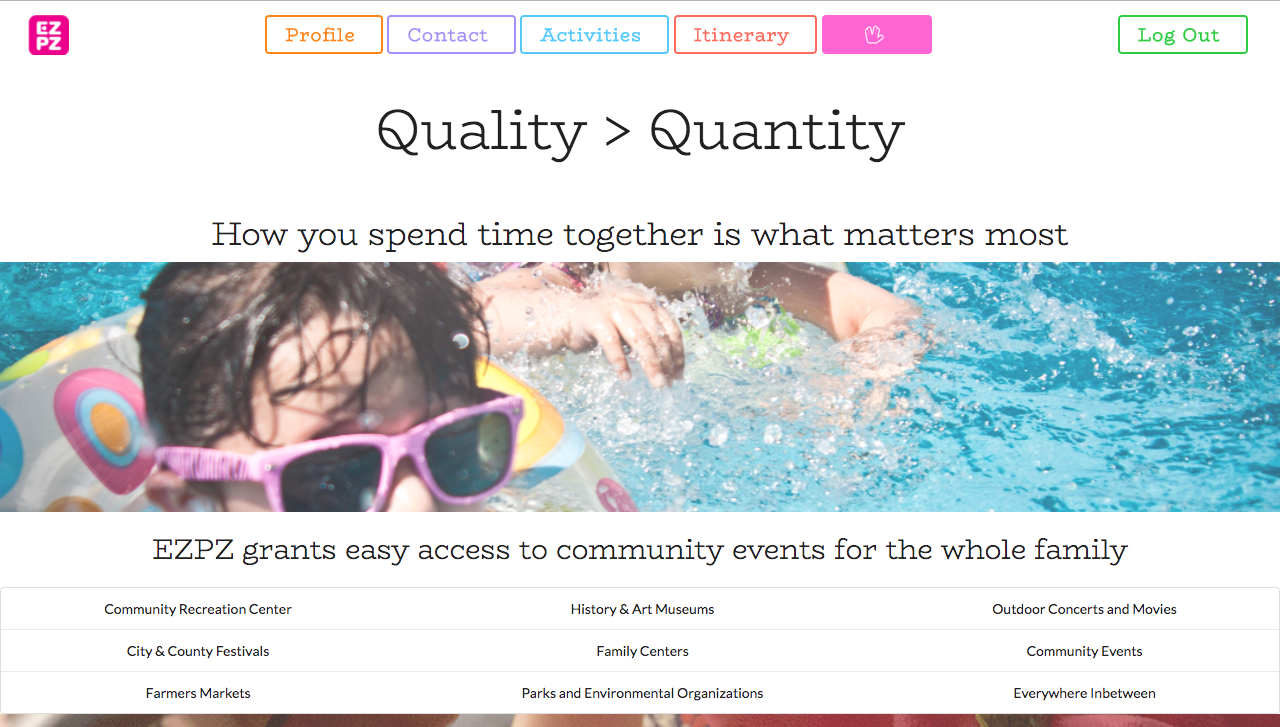 EZ
PZ
Profile
Contact
Activities
Itinerary
Log Out
Quality > Quantity
How you spend time together is what matters most
EZPZ grants easy access to community events for the whole family
Community Recreation Center
History & Art Museums
Outdoor Concerts and Movies
City & County Festivals
Family Centers
Community Events
Farmers Markets
Parks and Environmental Organizations
Everywhere Inbetween